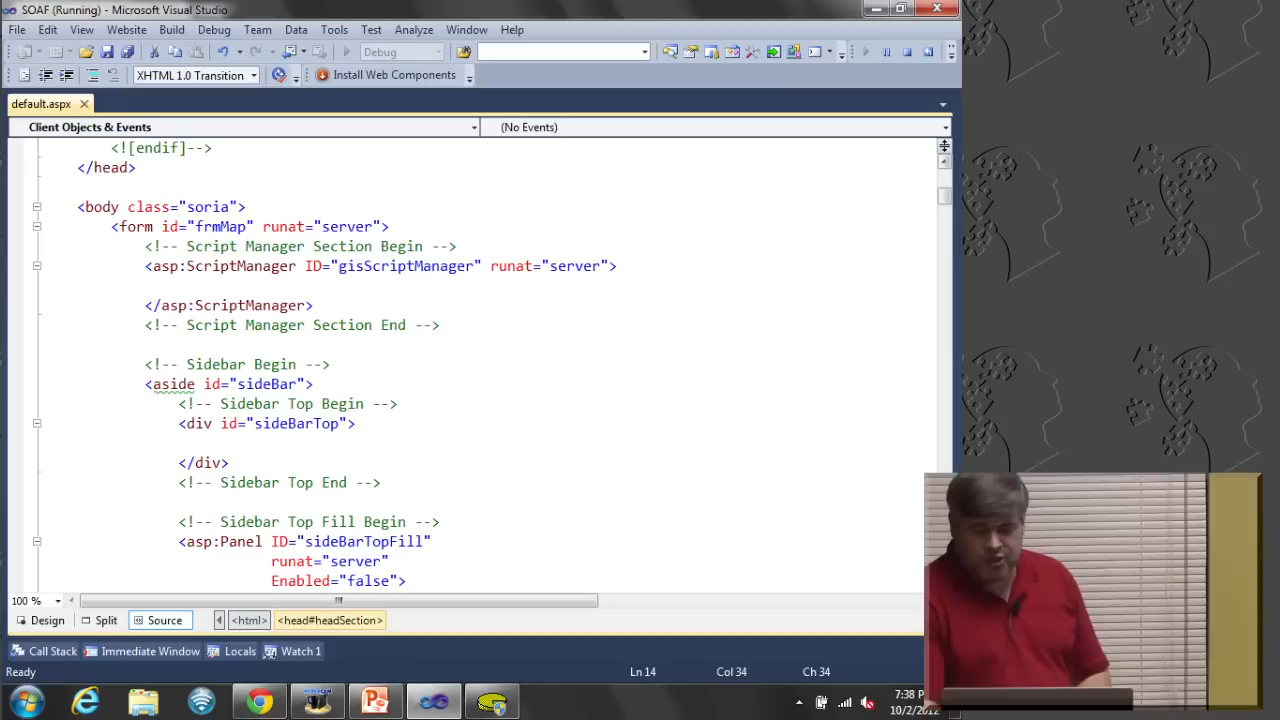 SOAF (Running) - Microsoft Visual Studio
File Edit View Website Build Debug Team Data Tools Test Analyze Window Help
Debug
XHTML 1.0 Transition Install Web Components
default.aspx
Client Objects & Events (No Events)
<![endif]-->
</head>
<body class="soria">
<form id="frmMap" runat="server">
<!-- Script Manager Section Begin -->
<asp:ScriptManager ID="gisScriptManager" runat="server">
</asp:ScriptManager>
<!-- Script Manager Section End -->
<!-- Sidebar Begin -->
<aside id="sideBar">
<!-- Sidebar Top Begin -->
<div id="sideBarTop">
</div>
<!-- Sidebar Top End -->
<!-- Sidebar Top Fill Begin -->
<asp:Panel ID="sideBarTopFill"
runat="server"
Enabled="false">
100 %
Design Split Source <html> <head#headSection>
Call Stack Immediate Window Locals Watch 1
Ready Ln 14 Col 34 Ch 34
7:38 PM
10/2/2012